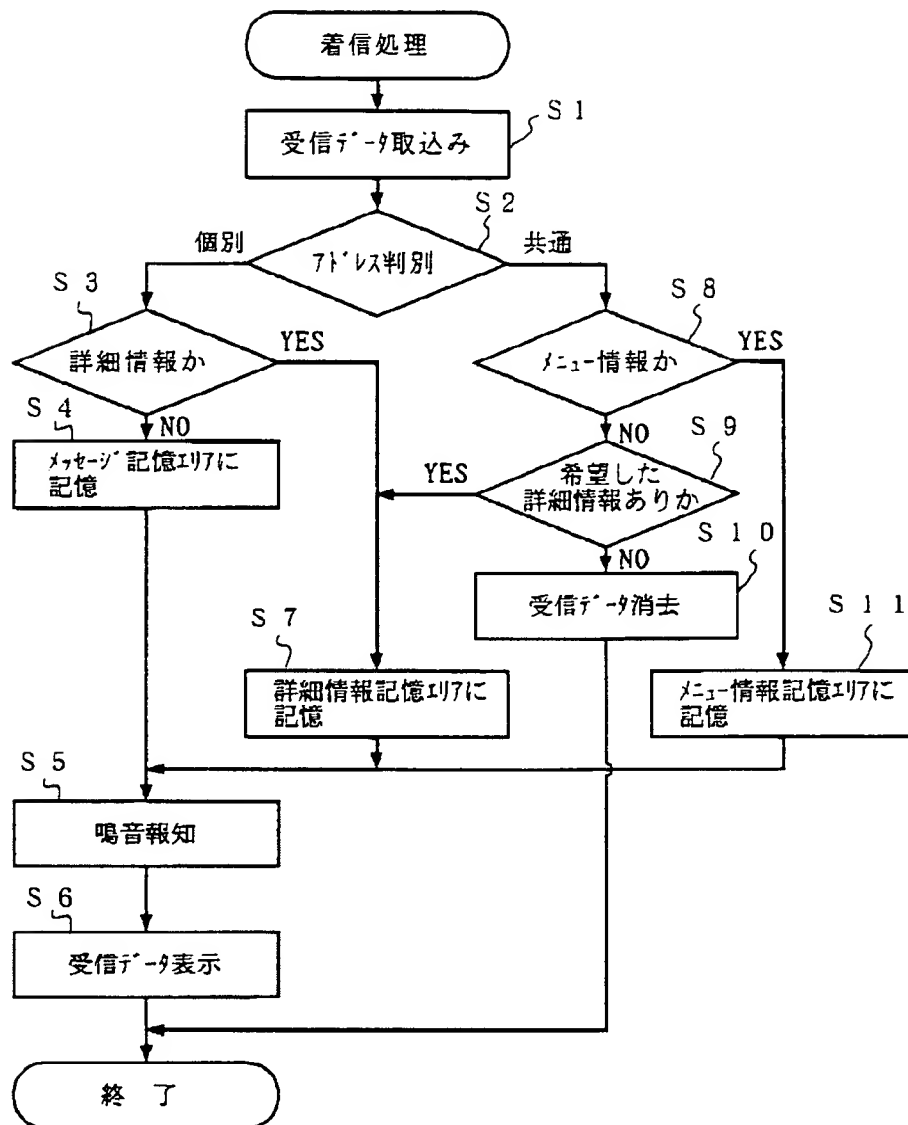 着信処理
S1
受信データ取込み
S2
個別
アドレス判別
共通
S3
詳細情報か
YES
S8
メニュー情報か
YES
S4
NO
メッセージ記憶エリアに
記憶
NO
S9
YES
希望した
詳細情報ありか
S10
NO
受信データ消去
S7
詳細情報記憶エリアに
記憶
S11
メニュー情報記憶エリアに
記憶
S5
鳴音報知
S6
受信データ表示
終了